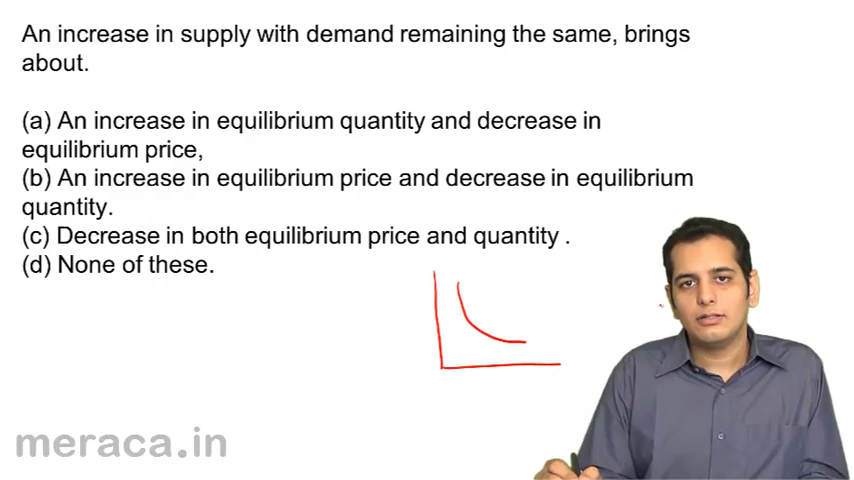 An increase in supply with demand remaining the same, brings
about.
(a) An increase in equilibrium quantity and decrease in
equilibrium price,
(b) An increase in equilibrium price and decrease in equilibrium
quantity.
(c) Decrease in both equilibrium price and quantity .
(d) None of these.
meraca.in